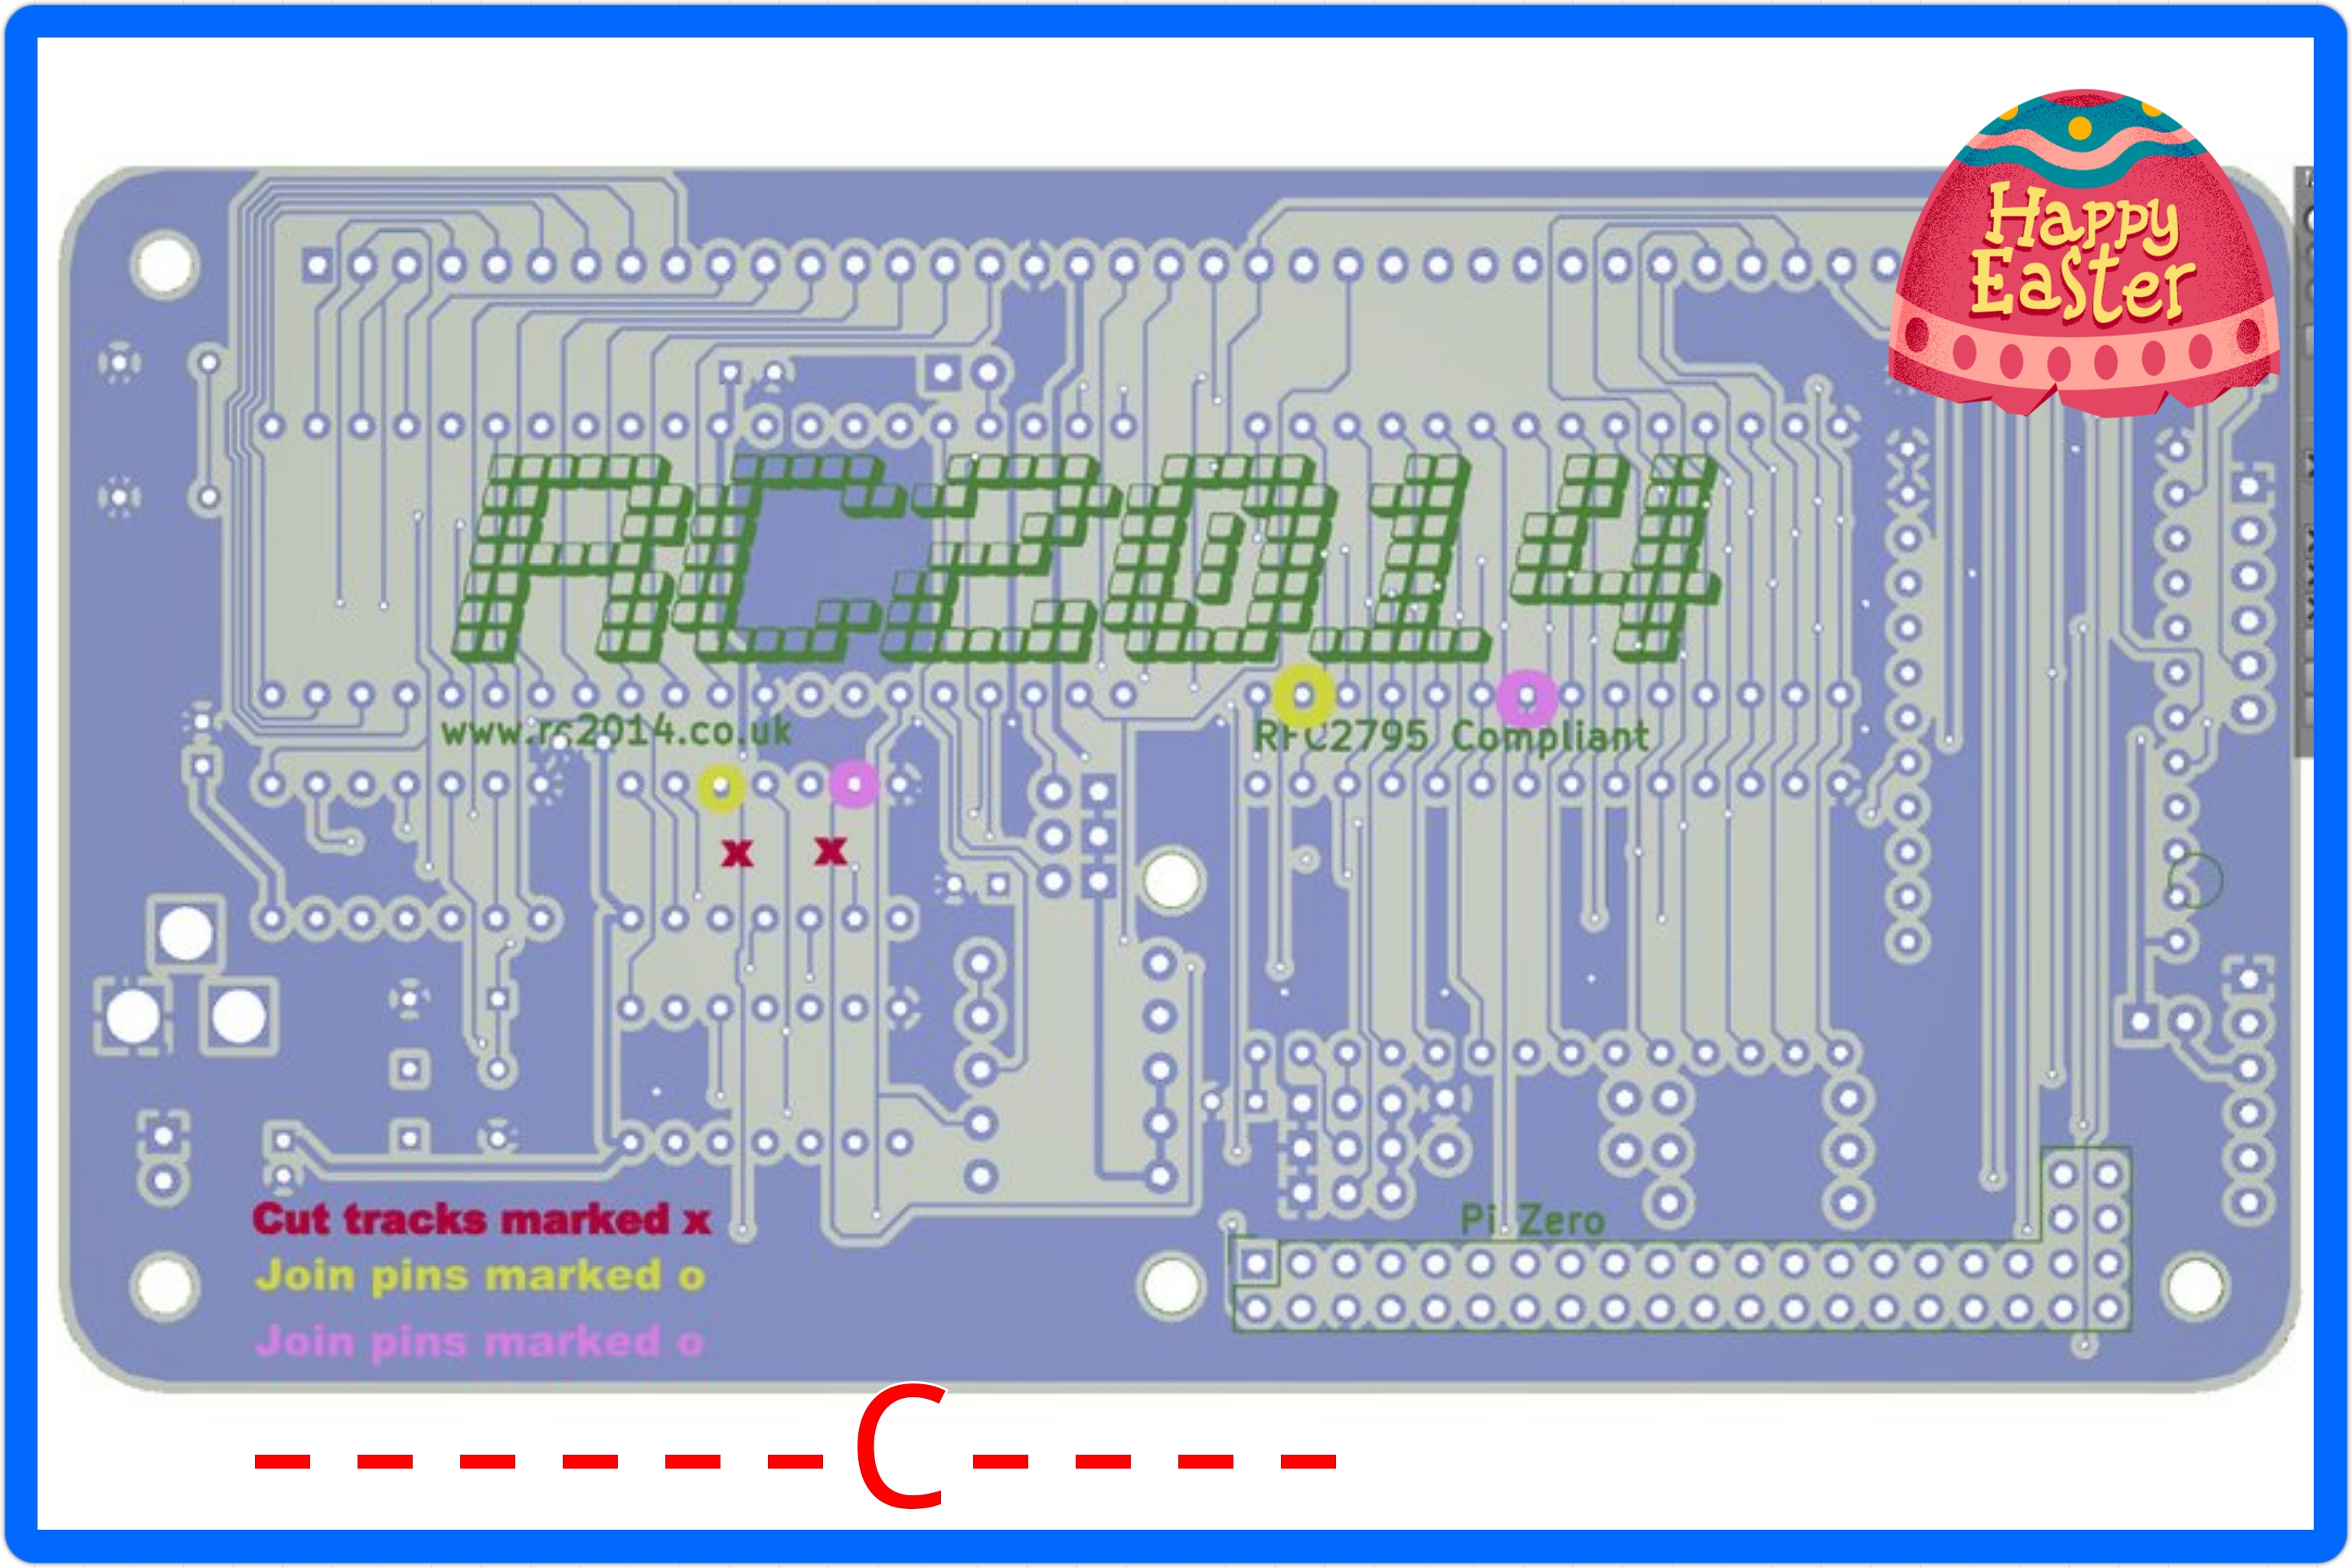 Happy
Easter
RC2014
www.rc2014.co.uk
RFC2795 Compliant
x x
Cut tracks marked x
Join pins marked o
Join pins marked o
Pi Zero
_ _ _ _ _ _ C _ _ _ _